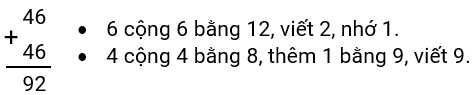 46
+
46
92
• 6 cộng 6 bằng 12, viết 2, nhớ 1.
• 4 cộng 4 bằng 8, thêm 1 bằng 9, viết 9.